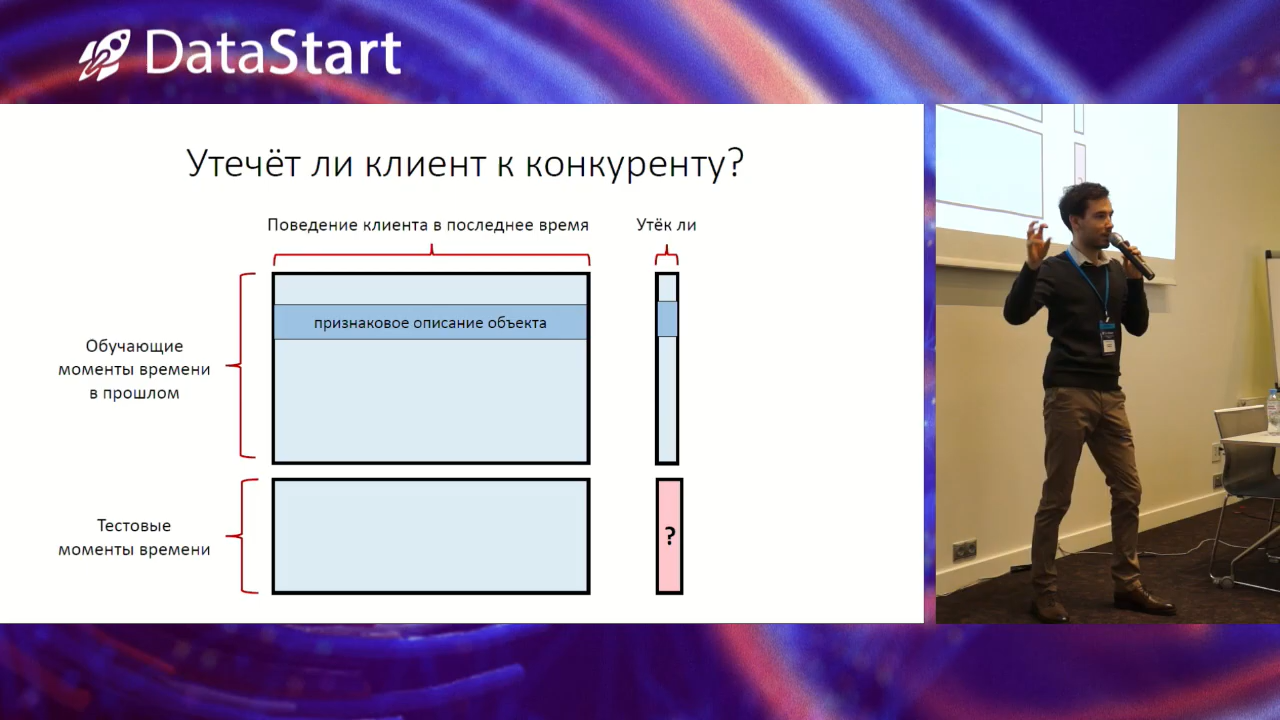 DataStart
Утечёт ли клиент к конкуренту?
Поведение клиента в последнее время
Утёк ли
признаковое описание объекта
Обучающие
моменты времени
в прошлом
Тестовые
моменты времени
?